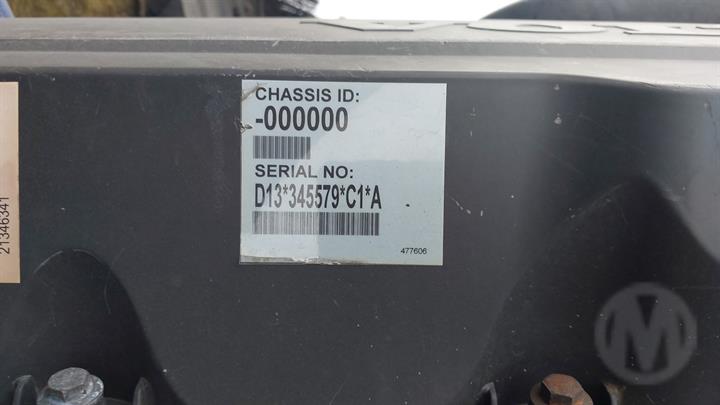 CHASSIS ID:
-000000
SERIAL NO:
D13*345579*C1*A
477606
21346341
M